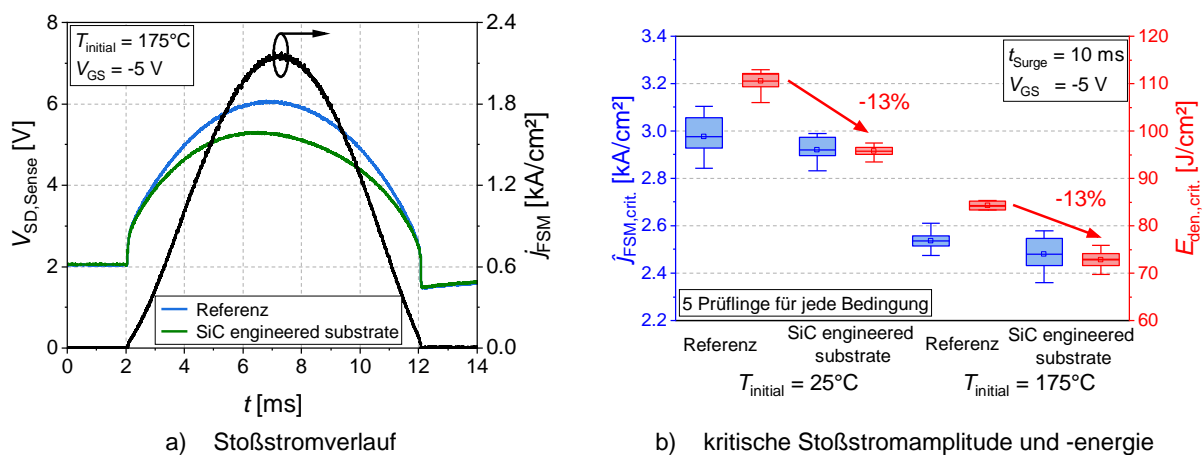 8
7
6
5
4
3
2
1
0
V_SD,Sense [V]
T_initial = 175°C
V_GS = -5 V
2.4
1.8
1.2
0.6
0.0
j_FSM [kA/cm²]
Referenz
SiC engineered substrate
0 2 4 6 8 10 12 14
t [ms]
a) Stoßstromverlauf
3.4
3.2
3.0
2.8
2.6
2.4
2.2
ĵ_FSM,crit. [kA/cm²]
t_Surge = 10 ms
V_GS = -5 V
-13%
-13%
5 Prüflinge für jede Bedingung
120
110
100
90
80
70
60
E_den.,crit. [J/cm²]
Referenz SiC engineered substrate Referenz SiC engineered substrate
T_initial = 25°C T_initial = 175°C
b) kritische Stoßstromamplitude und -energie